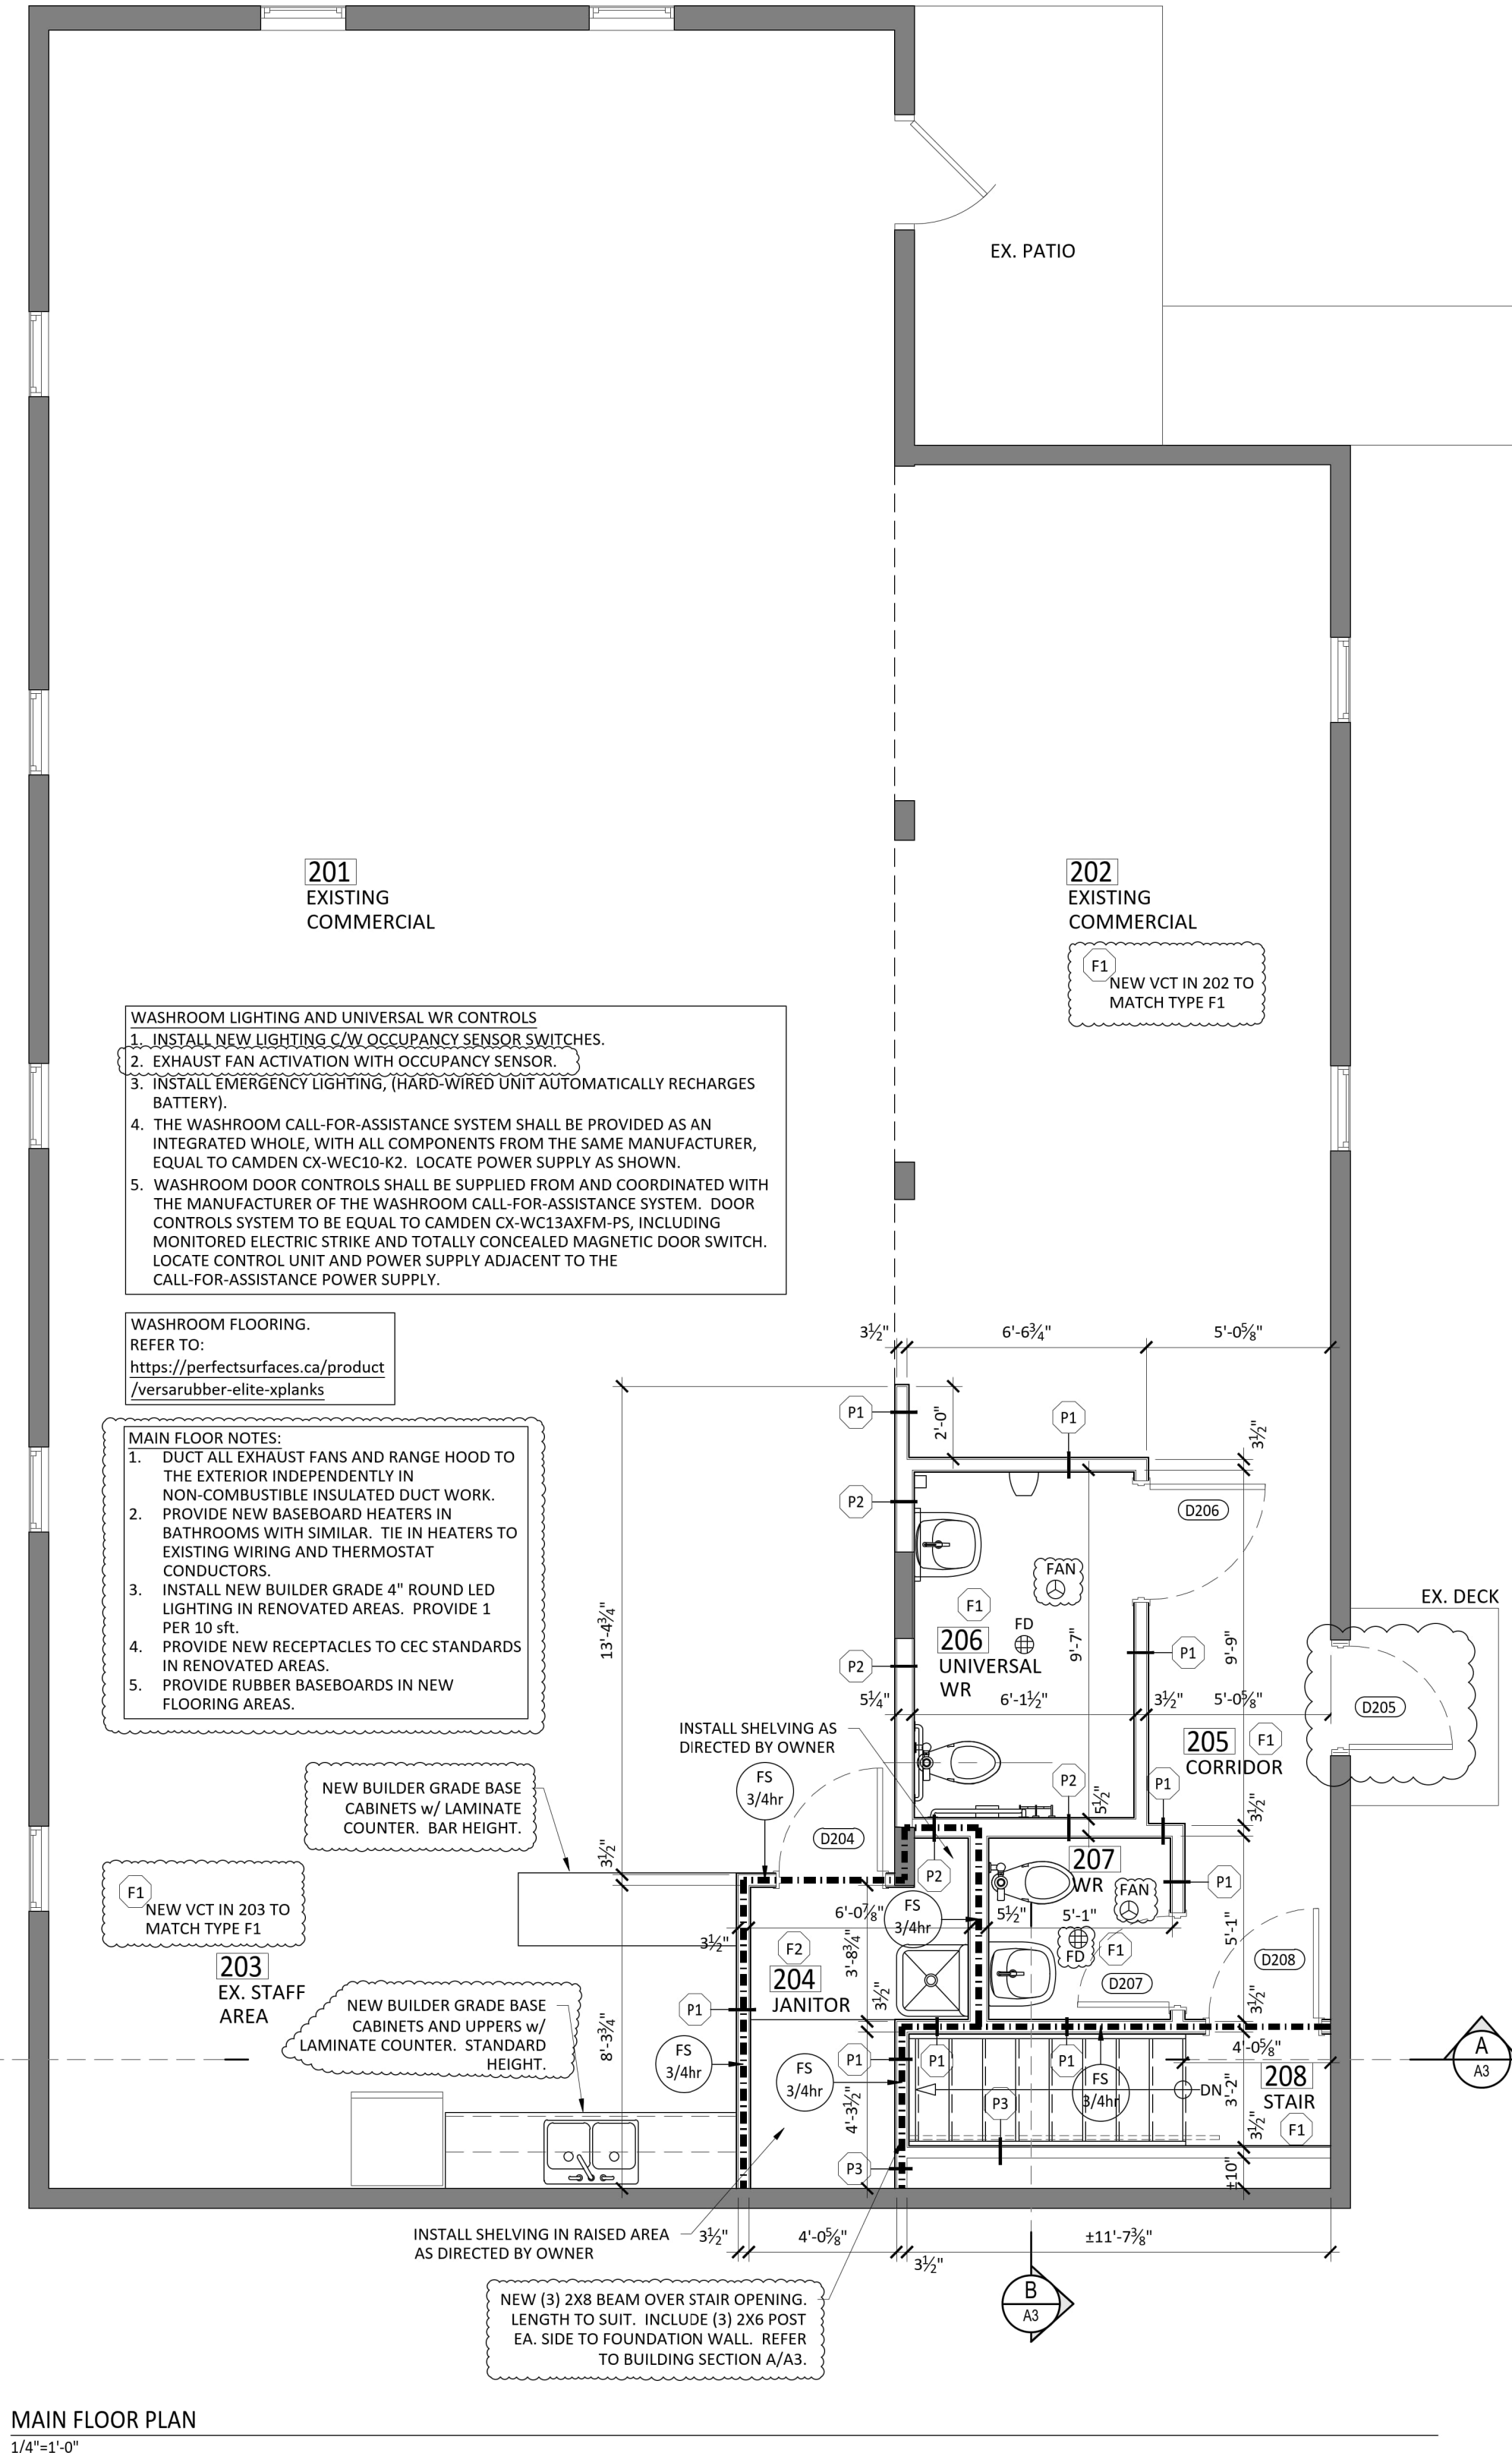 EX. PATIO
201
EXISTING
COMMERCIAL
202
EXISTING
COMMERCIAL
F1
NEW VCT IN 202 TO
MATCH TYPE F1
WASHROOM LIGHTING AND UNIVERSAL WR CONTROLS
1. INSTALL NEW LIGHTING C/W OCCUPANCY SENSOR SWITCHES.
2. EXHAUST FAN ACTIVATION WITH OCCUPANCY SENSOR.
3. INSTALL EMERGENCY LIGHTING, (HARD-WIRED UNIT AUTOMATICALLY RECHARGES
BATTERY).
4. THE WASHROOM CALL-FOR-ASSISTANCE SYSTEM SHALL BE PROVIDED AS AN
INTEGRATED WHOLE, WITH ALL COMPONENTS FROM THE SAME MANUFACTURER,
EQUAL TO CAMDEN CX-WEC10-K2. LOCATE POWER SUPPLY AS SHOWN.
5. WASHROOM DOOR CONTROLS SHALL BE SUPPLIED FROM AND COORDINATED WITH
THE MANUFACTURER OF THE WASHROOM CALL-FOR-ASSISTANCE SYSTEM. DOOR
CONTROLS SYSTEM TO BE EQUAL TO CAMDEN CX-WC13AXFM-PS, INCLUDING
MONITORED ELECTRIC STRIKE AND TOTALLY CONCEALED MAGNETIC DOOR SWITCH.
LOCATE CONTROL UNIT AND POWER SUPPLY ADJACENT TO THE
CALL-FOR-ASSISTANCE POWER SUPPLY.
WASHROOM FLOORING.
REFER TO:
https://perfectsurfaces.ca/product
/versarubber-elite-xplanks
3½" 6'-6¾" 5'-0⅝"
P1
2'-0"
P1
3½"
MAIN FLOOR NOTES:
1. DUCT ALL EXHAUST FANS AND RANGE HOOD TO
THE EXTERIOR INDEPENDENTLY IN
NON-COMBUSTIBLE INSULATED DUCT WORK.
2. PROVIDE NEW BASEBOARD HEATERS IN
BATHROOMS WITH SIMILAR. TIE IN HEATERS TO
EXISTING WIRING AND THERMOSTAT
CONDUCTORS.
3. INSTALL NEW BUILDER GRADE 4" ROUND LED
LIGHTING IN RENOVATED AREAS. PROVIDE 1
PER 10 sft.
4. PROVIDE NEW RECEPTACLES TO CEC STANDARDS
IN RENOVATED AREAS.
5. PROVIDE RUBBER BASEBOARDS IN NEW
FLOORING AREAS.
P2
D206
FAN
F1
FD
206
UNIVERSAL
WR
13'-4¾"
9'-7"
9'-9"
P1
P2
EX. DECK
D205
5¼" 6'-1½" 3½" 5'-0⅝"
INSTALL SHELVING AS
DIRECTED BY OWNER
205
CORRIDOR
F1
FS
3/4hr
P2
5½"
P1
3½"
NEW BUILDER GRADE BASE
CABINETS w/ LAMINATE
COUNTER. BAR HEIGHT.
D204
3½"
P2
207
WR
FAN
P1
F1
NEW VCT IN 203 TO
MATCH TYPE F1
203
EX. STAFF
AREA
6'-0⅞"
FS
3/4hr
5½" 5'-1"
5'-1"
3½"
F2
3'-8¾"
FD
F1
D207
D208
204
JANITOR
3½"
3½"
NEW BUILDER GRADE BASE
CABINETS AND UPPERS w/
LAMINATE COUNTER. STANDARD
HEIGHT.
P1
8'-3¾"
FS
3/4hr
FS
3/4hr
P1
P1
P1
FS
3/4hr
4'-0⅝"
208
STAIR
F1
DN
3'-2"
3½"
P3
4'-3½"
P3
±10"
A
A3
INSTALL SHELVING IN RAISED AREA
AS DIRECTED BY OWNER
3½" 4'-0⅝" 3½" ±11'-7⅜"
B
A3
NEW (3) 2X8 BEAM OVER STAIR OPENING.
LENGTH TO SUIT. INCLUDE (3) 2X6 POST
EA. SIDE TO FOUNDATION WALL. REFER
TO BUILDING SECTION A/A3.
MAIN FLOOR PLAN
1/4"=1'-0"